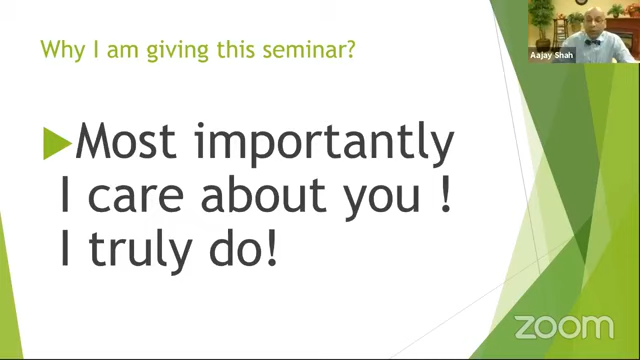 Why I am giving this seminar?
Aajay Shah
Most importantly
I care about you !
I truly do!
zoom